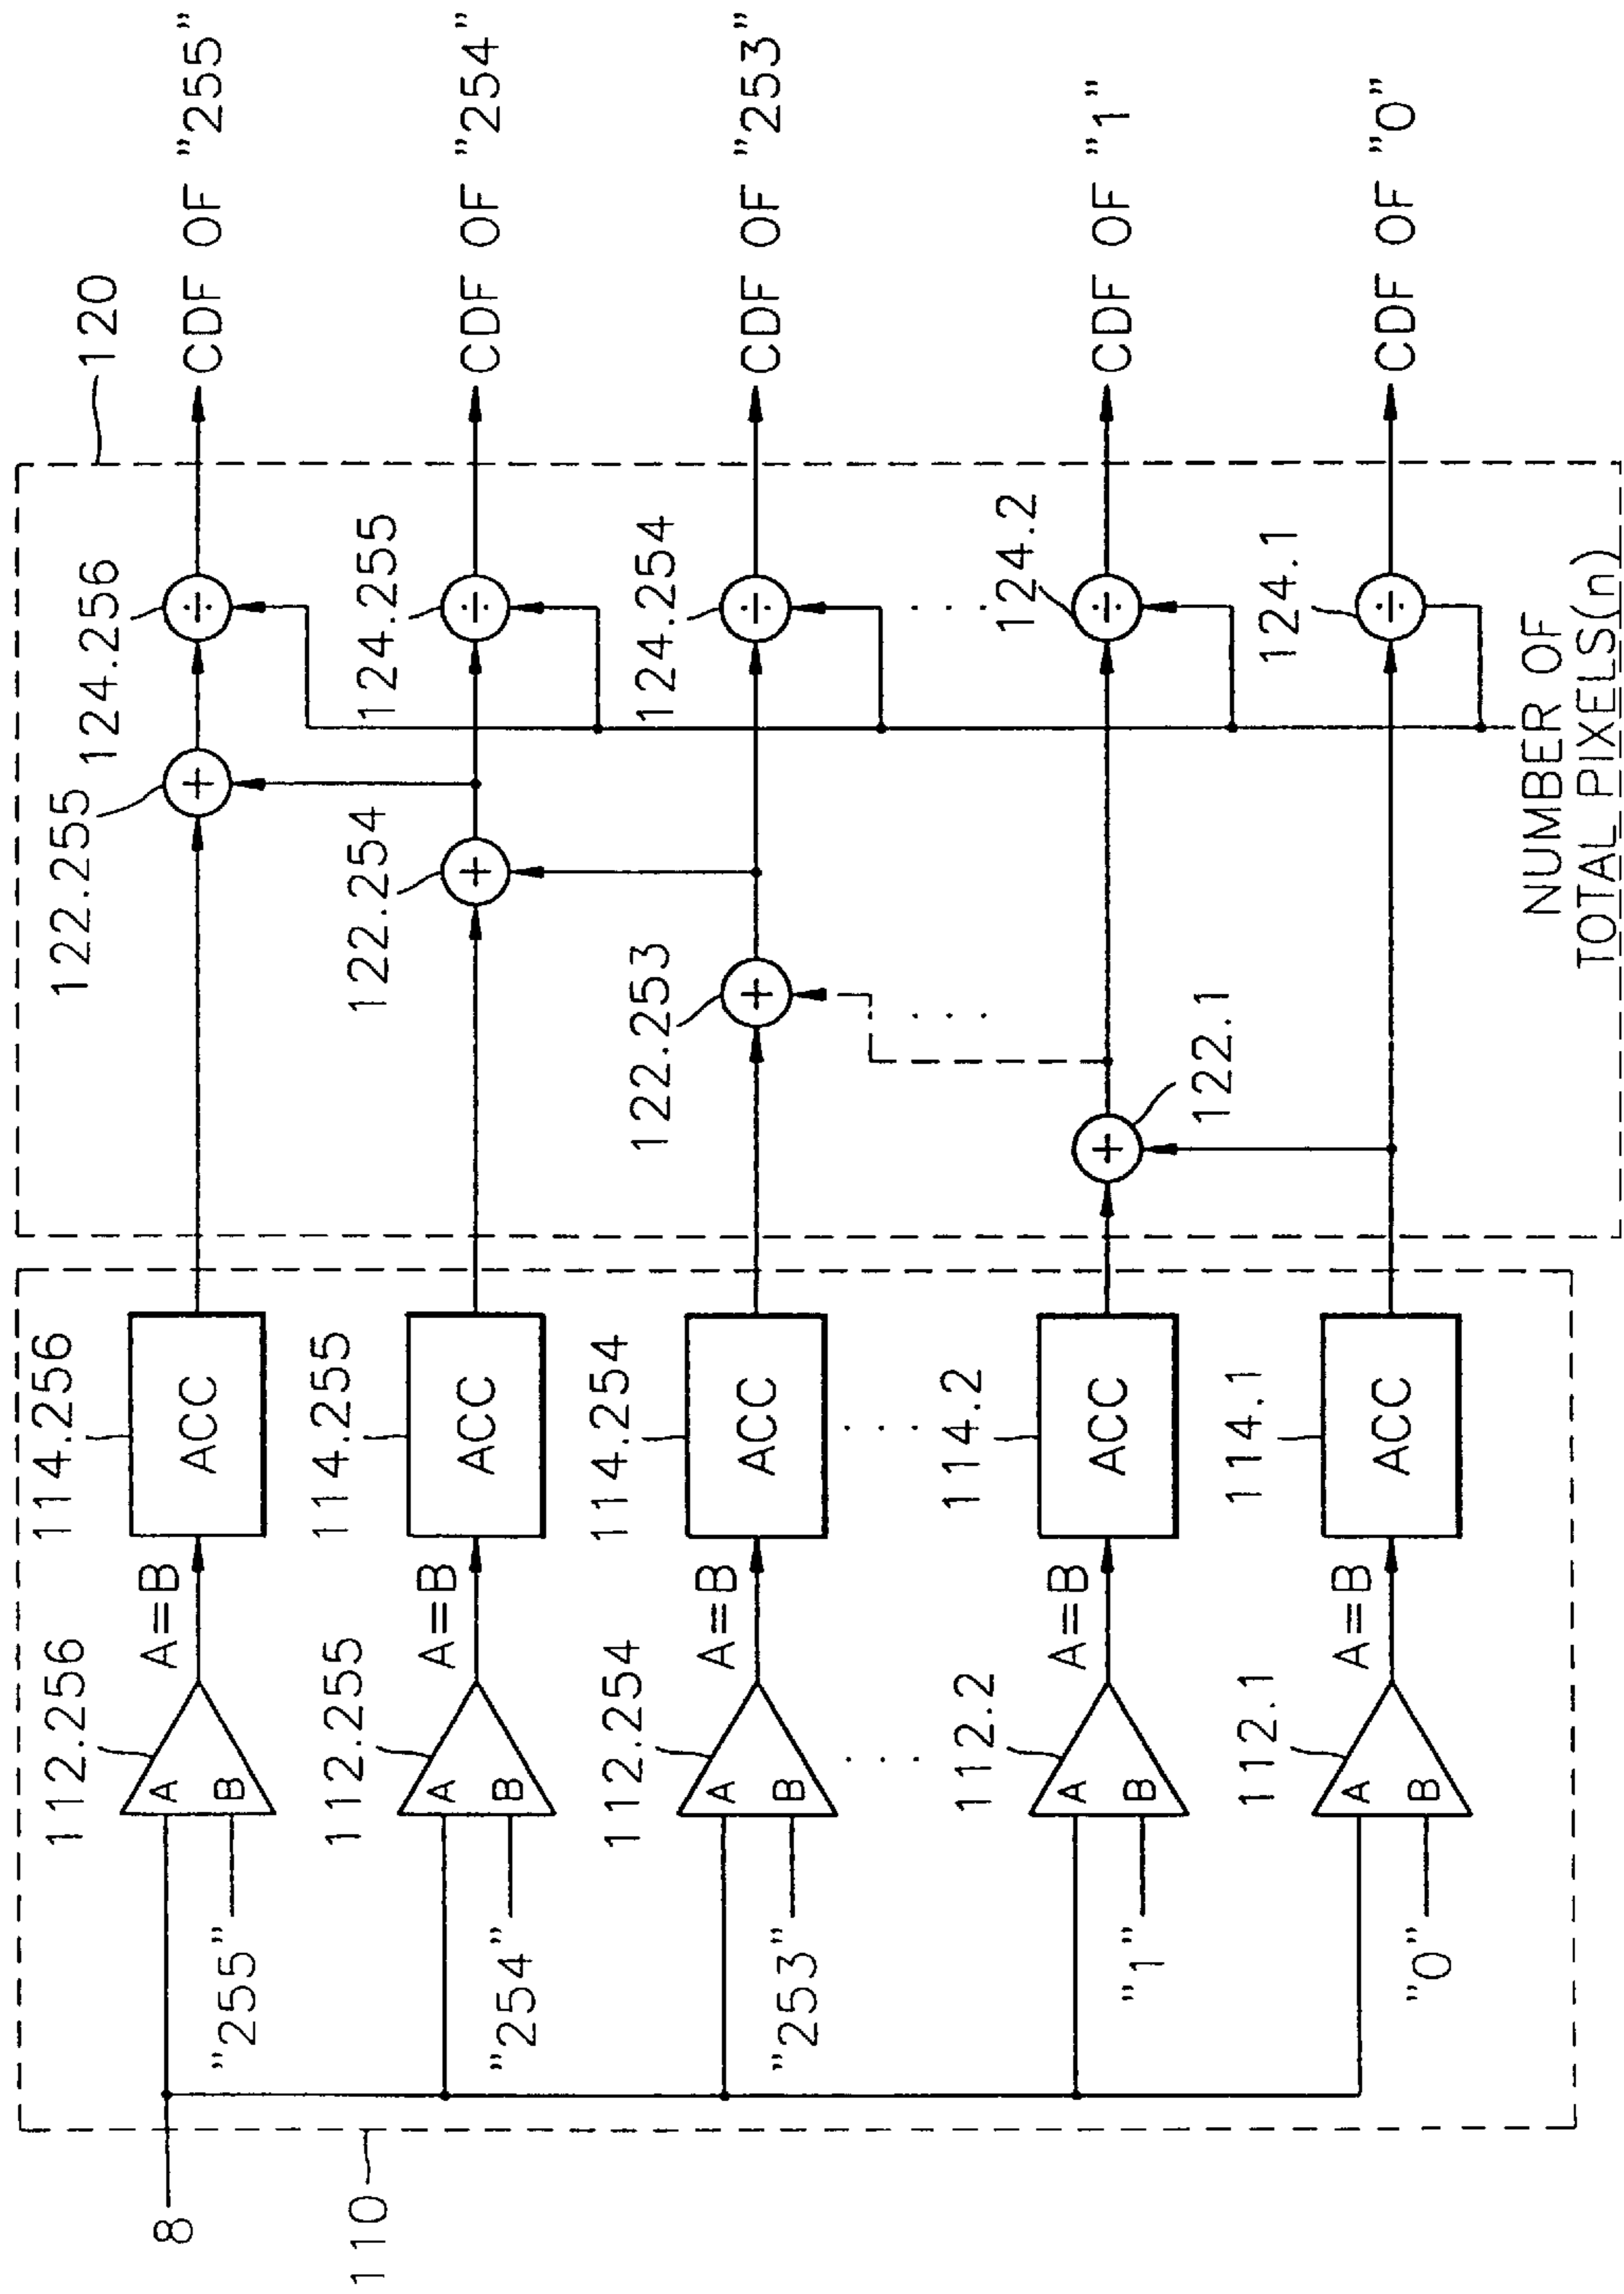 8
110
120
112.256
A
B
"255"
A=B
114.256
ACC
122.255
124.256
+
÷
CDF OF "255"
112.255
A
B
"254"
A=B
114.255
ACC
122.254
124.255
+
÷
CDF OF "254"
112.254
A
B
"253"
A=B
114.254
ACC
122.253
124.254
+
÷
CDF OF "253"
112.2
A
B
"1"
A=B
114.2
ACC
122.1
124.2
+
÷
CDF OF "1"
112.1
A
B
"0"
A=B
114.1
ACC
124.1
÷
CDF OF "0"
NUMBER OF
TOTAL PIXELS(n)